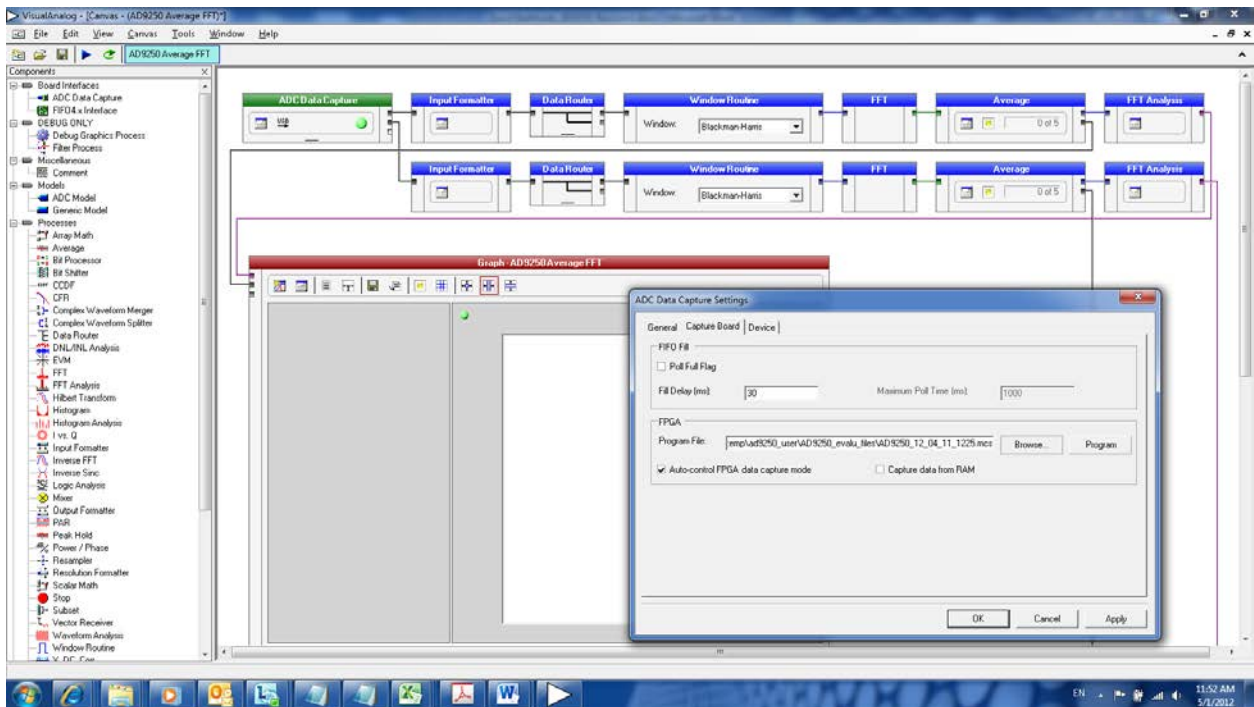 VisualAnalog - [Canvas - (AD9250 Average FFT)*]
File Edit View Canvas Tools Window Help
AD9250 Average FFT
Components
Board Interfaces
ADC Data Capture
FIFO4.x Interface
DEBUG ONLY
Debug Graphics Process
Filter Process
Miscellaneous
Comment
Models
ADC Model
Generic Model
Processes
Array Math
Average
Bit Processor
Bit Shifter
CCDF
CFR
Complex Waveform Merger
Complex Waveform Splitter
Data Router
DNL/INL Analysis
EVM
FFT
FFT Analysis
Hilbert Transform
Histogram
Histogram Analysis
I vs. Q
Input Formatter
Inverse FFT
Inverse Sinc
Logic Analysis
Mixer
Output Formatter
PAR
Peak Hold
Power / Phase
Resampler
Resolution Formatter
Scalar Math
Stop
Subset
Vector Receiver
Waveform Analysis
Window Routine
ADC Data Capture Input Formatter Data Router Window Routine FFT Average FFT Analysis
USB Window: Blackman-Harris 0 of 5
Input Formatter Data Router Window Routine FFT Average FFT Analysis
Window: Blackman-Harris 0 of 5
Graph - AD9250 Average FFT
ADC Data Capture Settings
General Capture Board Device
FIFO Fill
Poll Full Flag
Fill Delay (ms): 30 Maximum Poll Time (ms): 1000
FPGA
Program File: emp\ad9250_user\AD9250_evalu_files\AD9250_12_04_11_1225.mcs Browse... Program
Auto-control FPGA data capture mode Capture data from RAM
OK Cancel Apply
EN 11:52 AM
5/1/2012